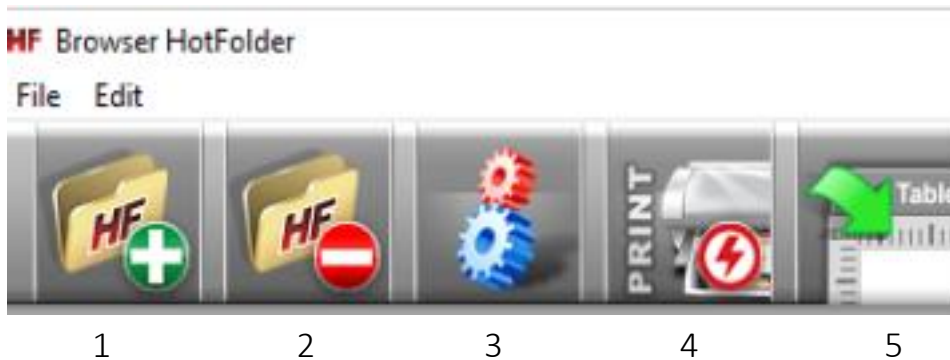 HF Browser HotFolder
File Edit
HF HF PRINT Table
1 2 3 4 5